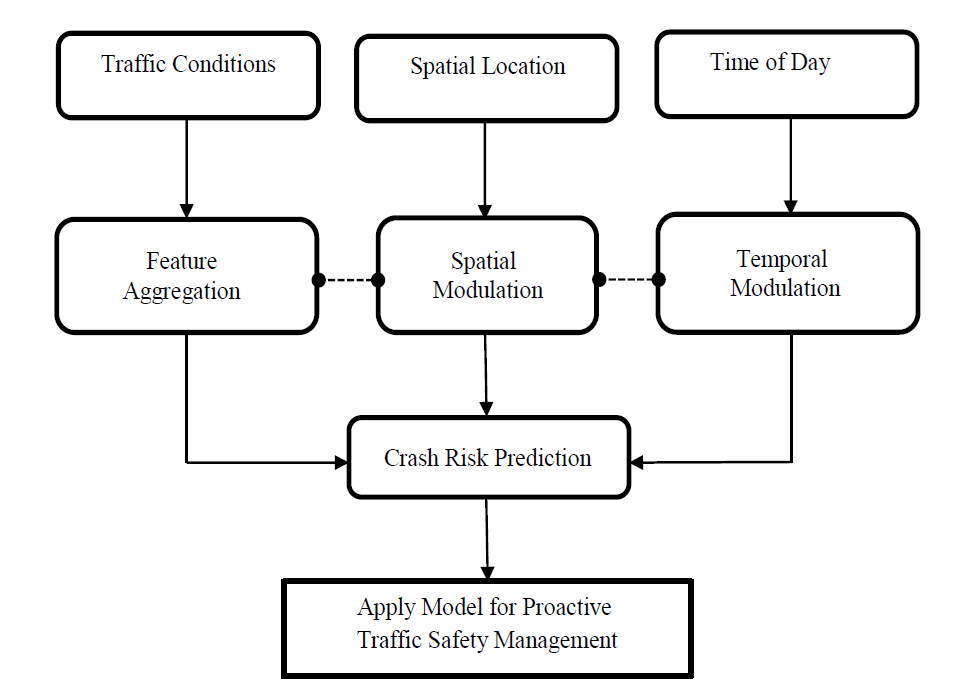 Traffic Conditions
Spatial Location
Time of Day
Feature
Aggregation
Spatial
Modulation
Temporal
Modulation
Crash Risk Prediction
Apply Model for Proactive
Traffic Safety Management